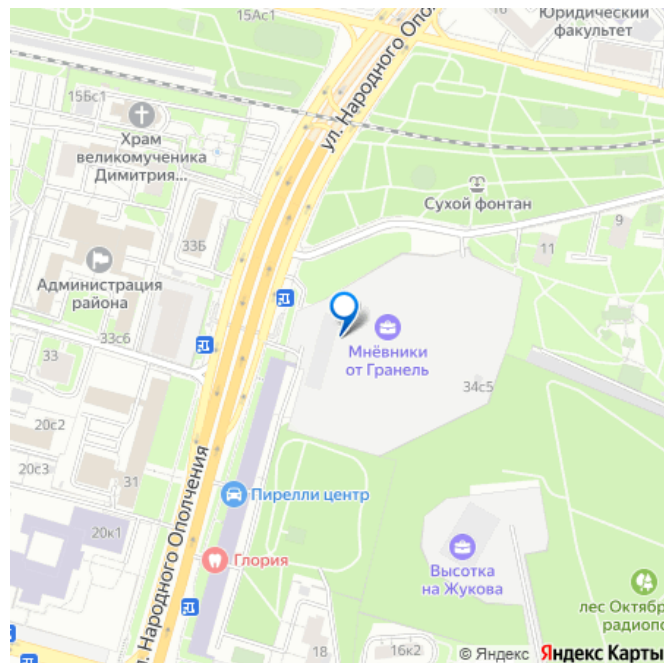 15Ас1
Юридический
факультет
ул. Народного Опо
15Бс1
Храм
великомученика
Димитрия...
Сухой фонтан
9
11
33Б
Администрация
района
33с6
33
Мнёвники
от Гранель
34с5
20с2
20с3
31
20к1
Пирелли центр
Глория
л. Народного Ополчения
Высотка
на Жукова
лес Октябр
радиопо
18
16к2
© Яндекс Яндекс Карты